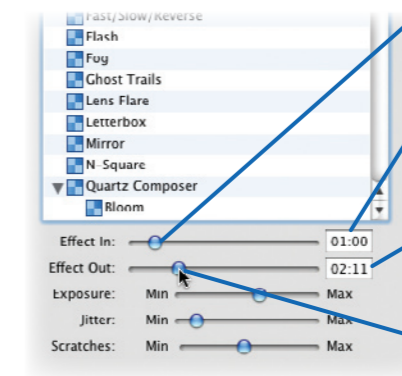 Fast/Slow/Reverse
Flash
Fog
Ghost Trails
Lens Flare
Letterbox
Mirror
N-Square
Quartz Composer
Bloom
Effect In: 01:00
Effect Out: 02:11
Exposure: Min Max
Jitter: Min Max
Scratches: Min Max